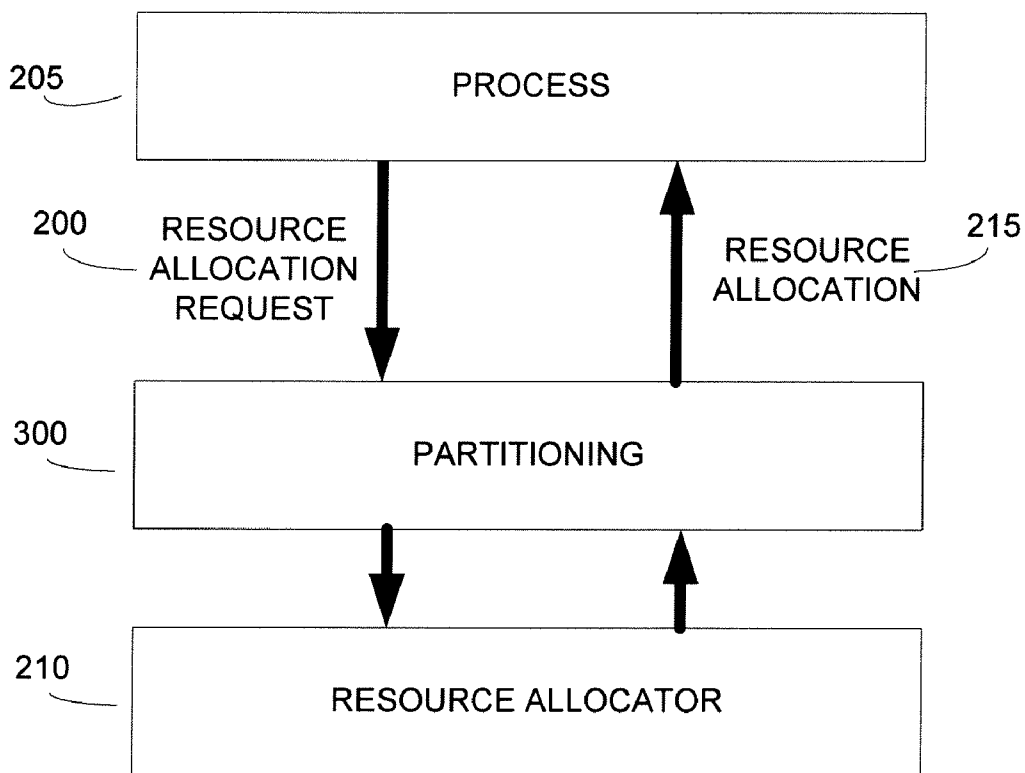 205
PROCESS
200
RESOURCE
ALLOCATION
REQUEST
215
RESOURCE
ALLOCATION
300
PARTITIONING
210
RESOURCE ALLOCATOR